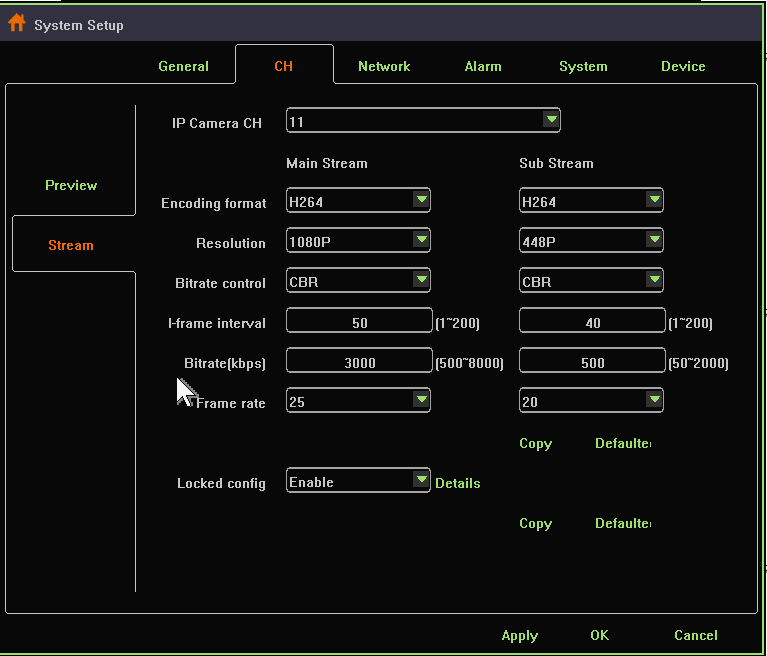 System Setup
General CH Network Alarm System Device
IP Camera CH 11
Main Stream Sub Stream
Preview
Encoding format H264 H264
Stream
Resolution 1080P 448P
Bitrate control CBR CBR
I-frame interval 50 (1~200) 40 (1~200)
Bitrate(kbps) 3000 (500~8000) 500 (50~2000)
Frame rate 25 20
Copy Defaulte
Locked config Enable Details
Copy Defaulte
Apply OK Cancel